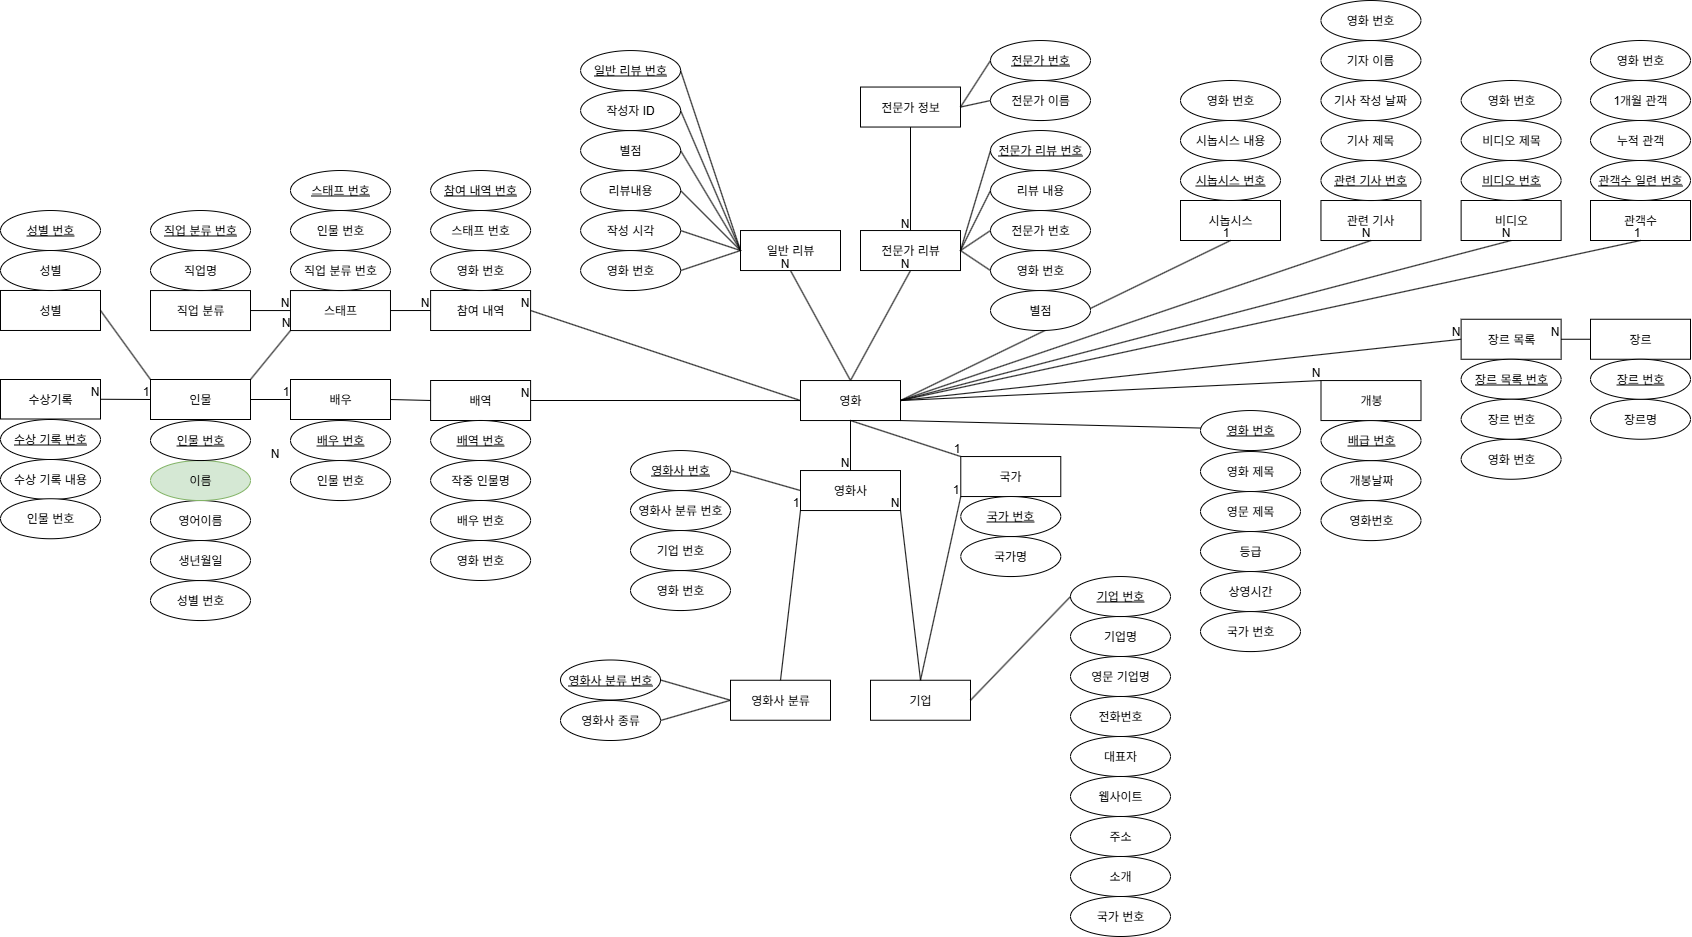 영화 번호
기자 이름
기사 작성 날짜
기사 제목
관련 기사 번호
관련 기사
N
영화 번호
1개월 관객
누적 관객
관객수 일련 번호
관객수
1
영화 번호
비디오 제목
비디오 번호
비디오
N
영화 번호
시놉시스 내용
시놉시스 번호
시놉시스
1
전문가 번호
전문가 이름
전문가 정보
N
전문가 리뷰 번호
리뷰 내용
전문가 번호
영화 번호
별점
전문가 리뷰
N
일반 리뷰 번호
작성자 ID
별점
리뷰내용
작성 시각
영화 번호
일반 리뷰
N
참여 내역 번호
스태프 번호
영화 번호
N
참여 내역
N
스태프 번호
인물 번호
직업 분류 번호
N
스태프
N
직업 분류 번호
직업명
직업 분류
성별 번호
성별
성별
수상기록
N
수상 기록 번호
수상 기록 내용
인물 번호
1
인물
인물 번호
이름
영어이름
생년월일
성별 번호
N
1
배우
배우 번호
인물 번호
배역
N
배역 번호
작중 인물명
배우 번호
영화 번호
영화
N
영화사
1
N
영화사 번호
영화사 분류 번호
기업 번호
영화 번호
1
국가
1
국가 번호
국가명
영화 번호
영화 제목
영문 제목
등급
상영시간
국가 번호
N
개봉
배급 번호
개봉날짜
영화번호
N
장르 목록
N
장르 목록 번호
장르 번호
영화 번호
장르
장르 번호
장르명
영화사 분류 번호
영화사 종류
영화사 분류
기업
기업 번호
기업명
영문 기업명
전화번호
대표자
웹사이트
주소
소개
국가 번호